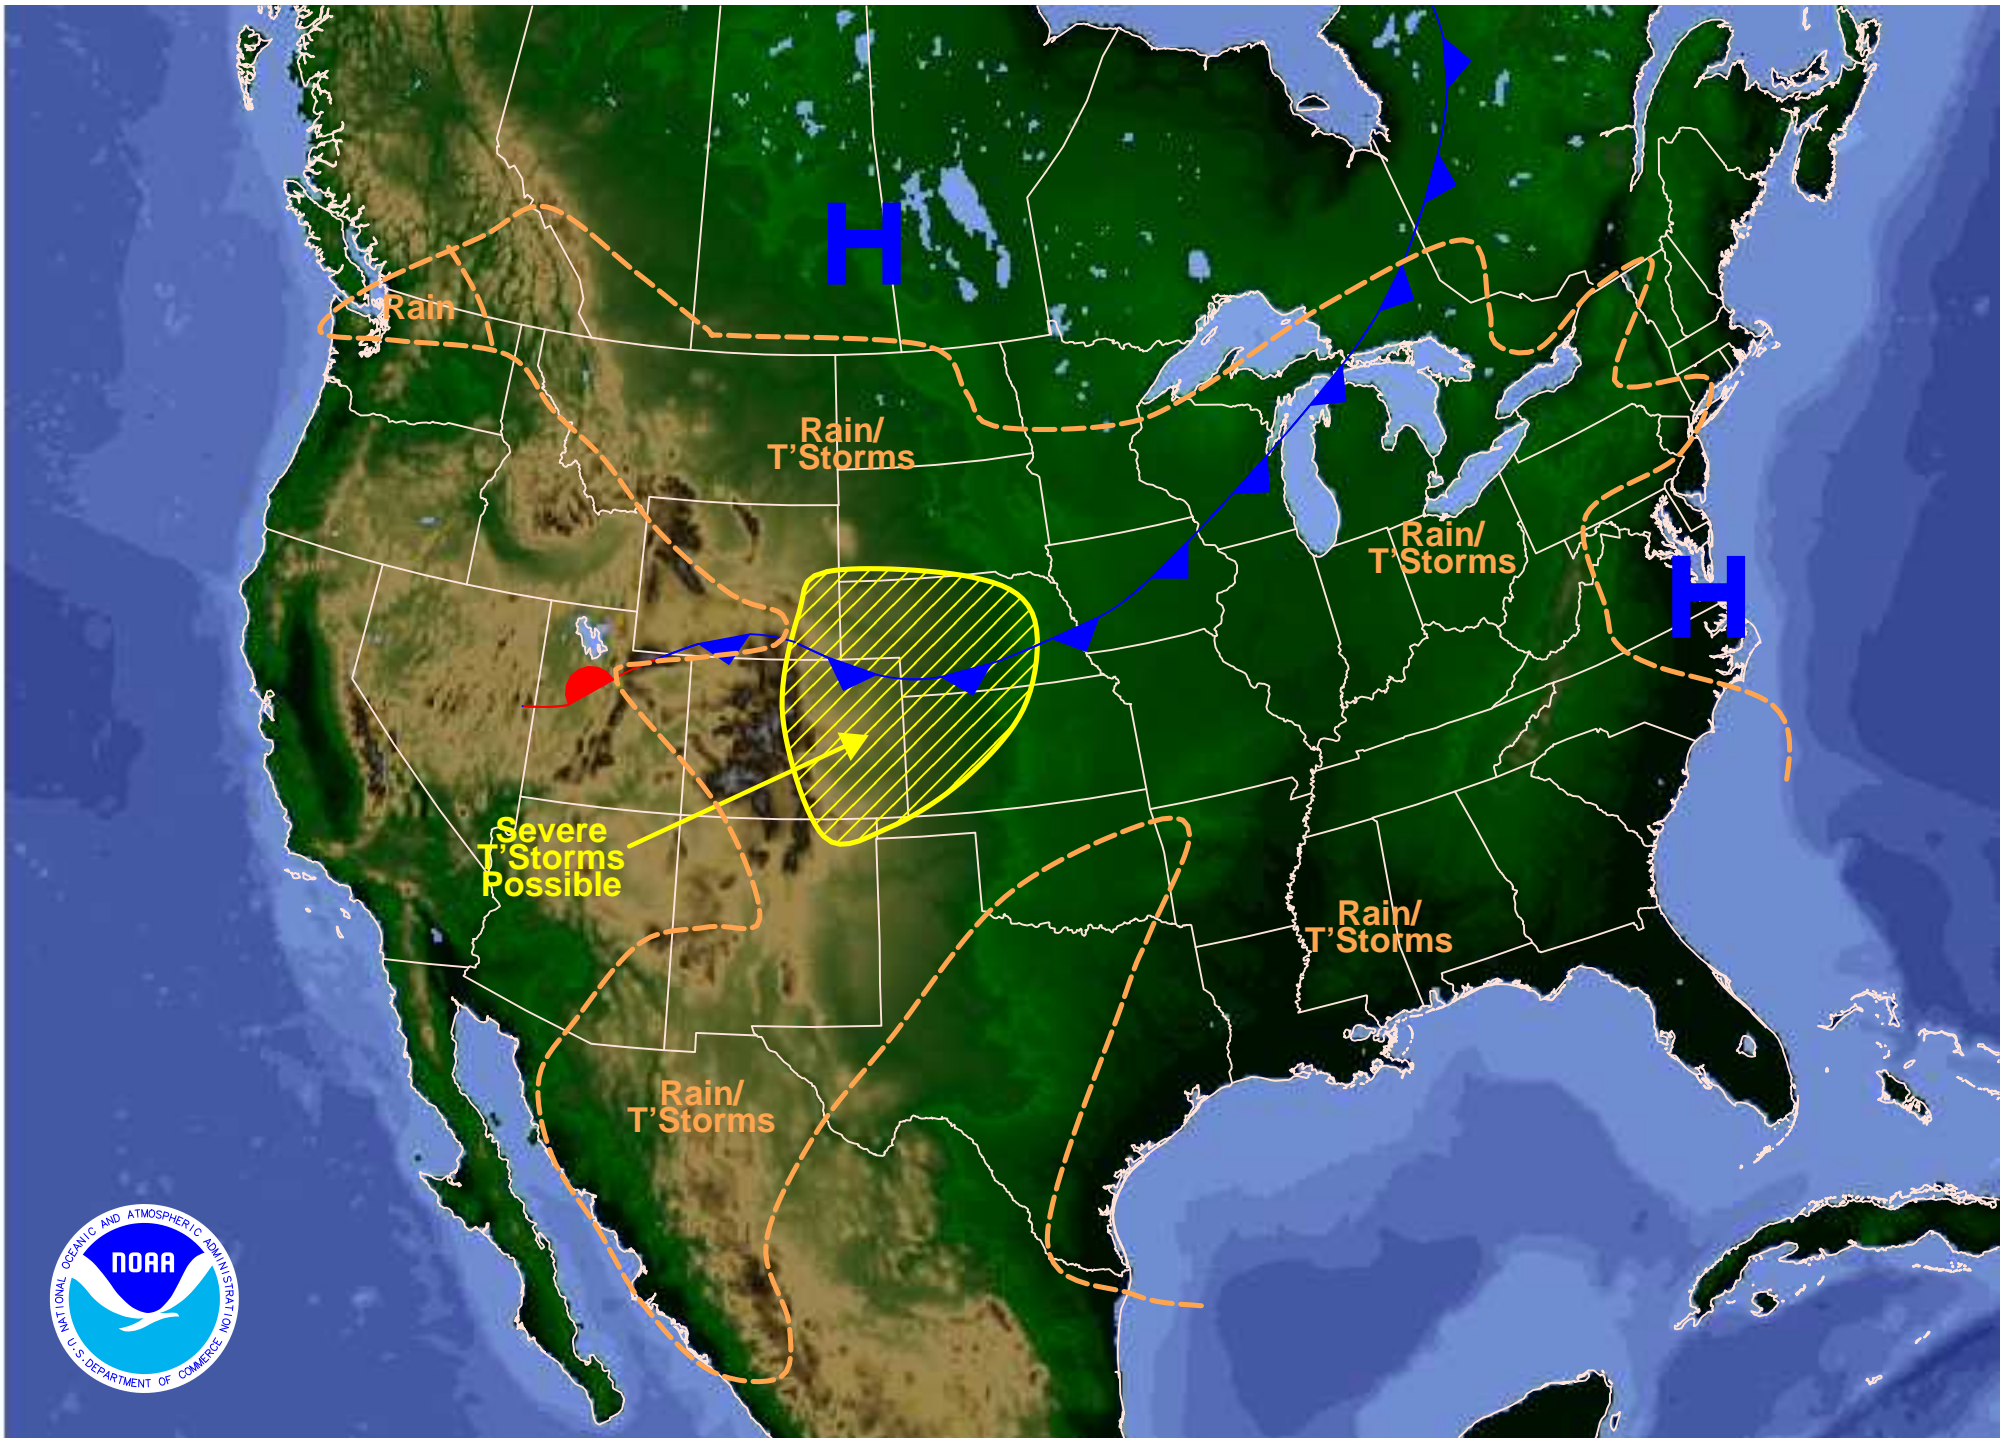 H
Rain
Rain/
T'Storms
Rain/
T'Storms
H
Severe
T'Storms
Possible
Rain/
T'Storms
Rain/
T'Storms
NATIONAL OCEANIC AND ATMOSPHERIC ADMINISTRATION
NOAA
U.S. DEPARTMENT OF COMMERCE